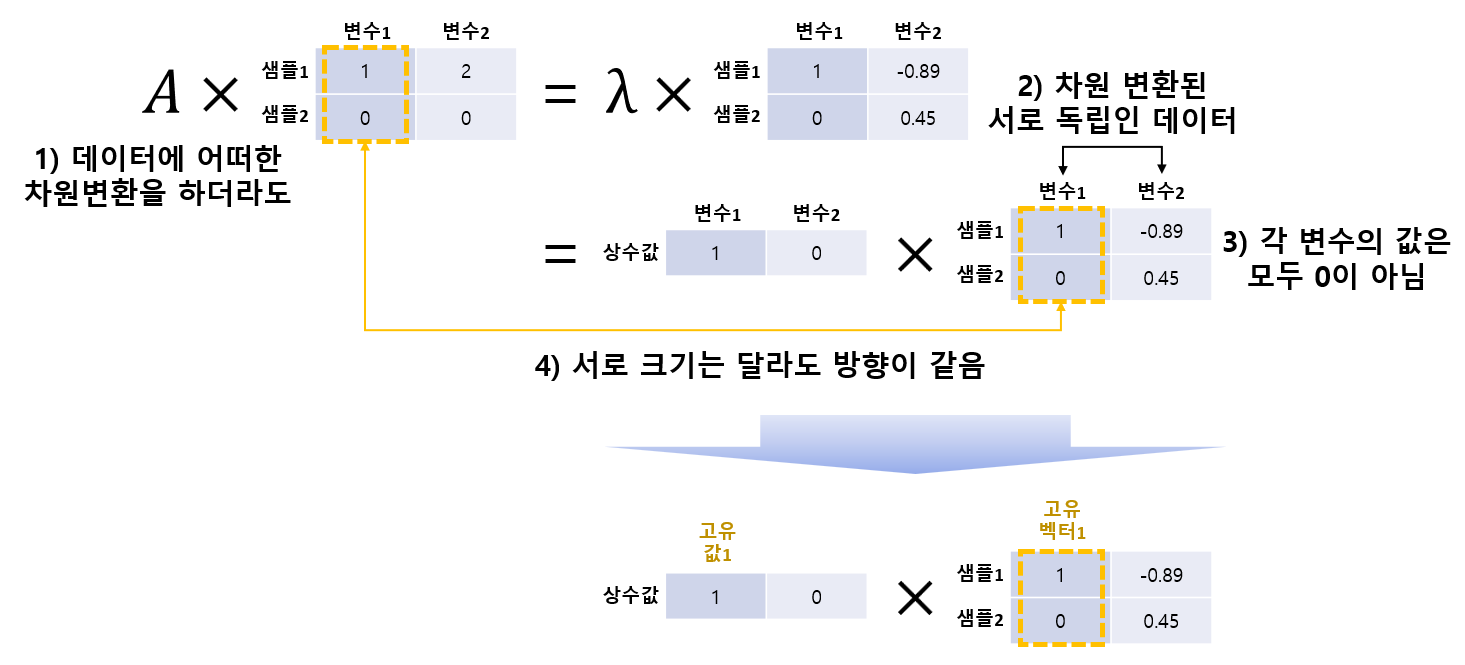 변수1 변수2
A × 샘플1 1 2
샘플2 0 0
= λ × 변수1 변수2
샘플1 1 -0.89
샘플2 0 0.45
1) 데이터에 어떠한
차원변환을 하더라도
2) 차원 변환된
서로 독립인 데이터
변수1 변수2
= 상수값 1 0
×
변수1 변수2
샘플1 1 -0.89
샘플2 0 0.45
3) 각 변수의 값은
모두 0이 아님
4) 서로 크기는 달라도 방향이 같음
고유
값1
상수값 1 0
×
고유
벡터1
샘플1 1 -0.89
샘플2 0 0.45